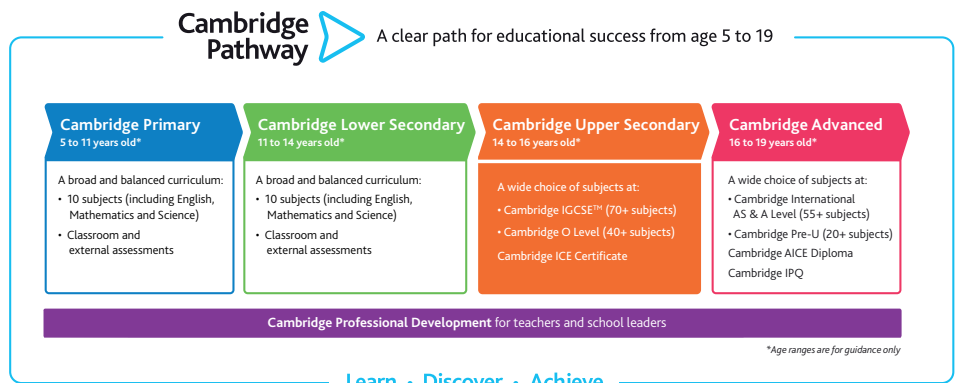 Cambridge
Pathway
A clear path for educational success from age 5 to 19
Cambridge Primary
5 to 11 years old*
A broad and balanced curriculum:
• 10 subjects (including English,
Mathematics and Science)
• Classroom and
external assessments
Cambridge Lower Secondary
11 to 14 years old*
A broad and balanced curriculum:
• 10 subjects (including English,
Mathematics and Science)
• Classroom and
external assessments
Cambridge Upper Secondary
14 to 16 years old*
A wide choice of subjects at:
• Cambridge IGCSE™ (70+ subjects)
• Cambridge O Level (40+ subjects)
Cambridge ICE Certificate
Cambridge Advanced
16 to 19 years old*
A wide choice of subjects at:
• Cambridge International
AS & A Level (55+ subjects)
• Cambridge Pre-U (20+ subjects)
Cambridge AICE Diploma
Cambridge IPQ
Cambridge Professional Development for teachers and school leaders
*Age ranges are for guidance only
Learn • Discover • Achieve